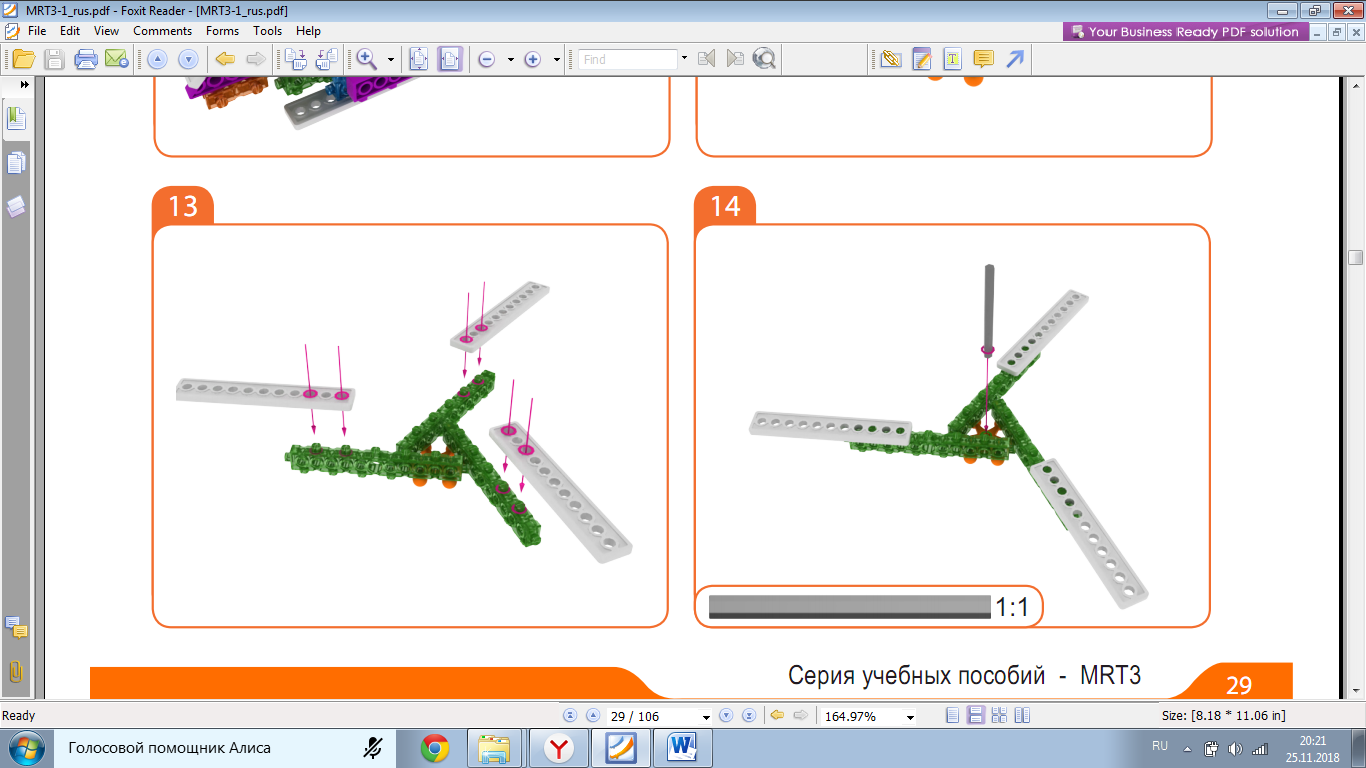 MRT3-1_rus.pdf - Foxit Reader - [MRT3-1_rus.pdf]
File Edit View Comments Forms Tools Help
Your Business Ready PDF solution
Find
13
14
1:1
Серия учебных пособий - MRT3
29
Ready
29 / 106
164.97%
Size: [8.18 * 11.06 in]
Голосовой помощник Алиса
RU
20:21
25.11.2018